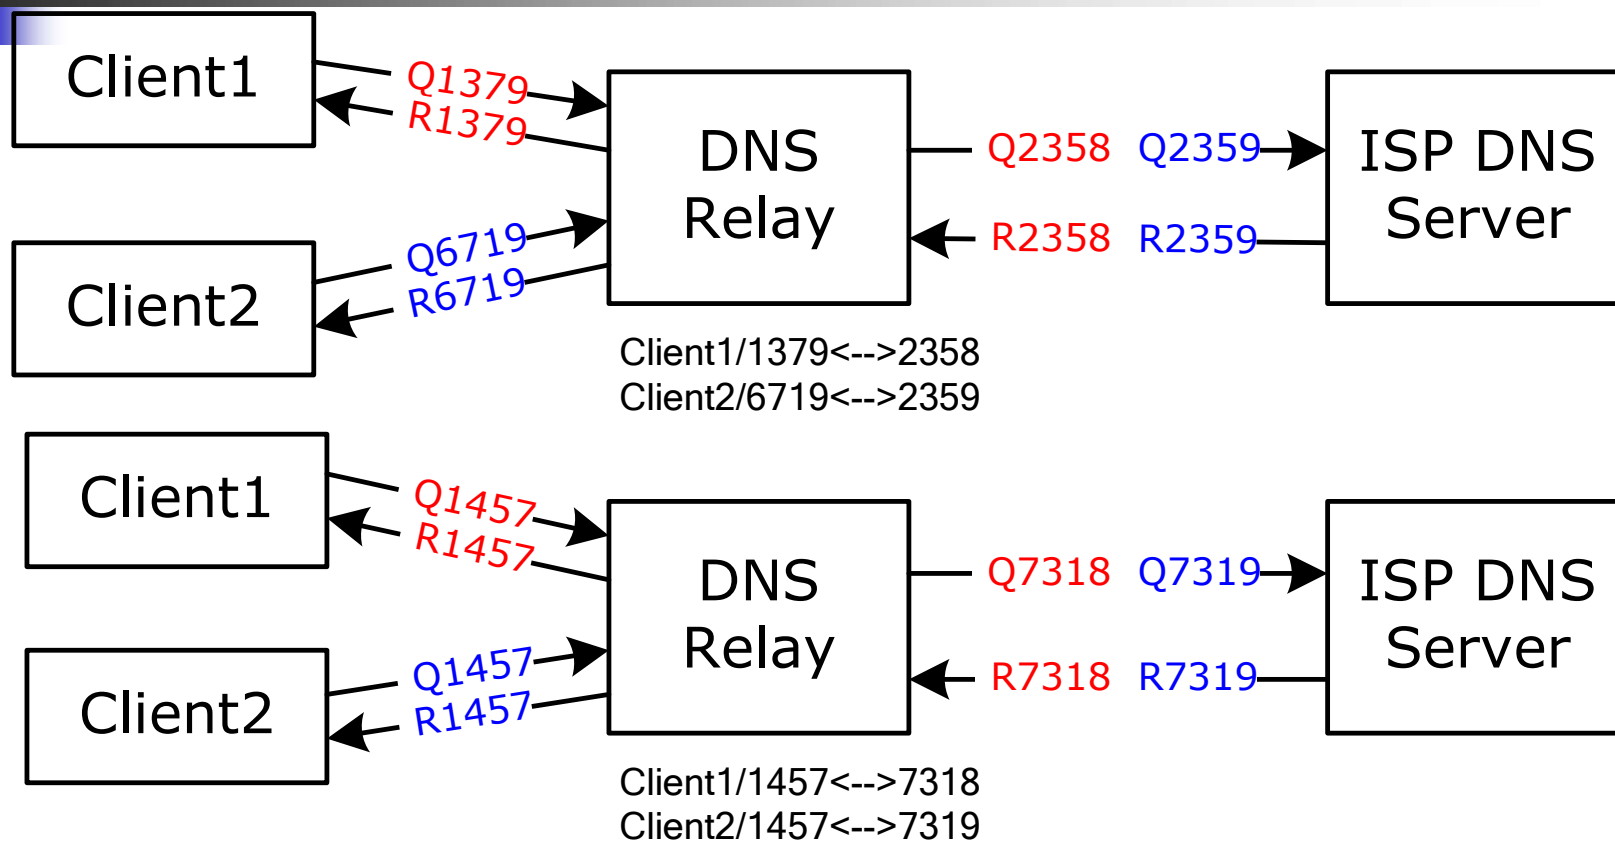 Client1
Q1379
R1379
DNS
Relay
Q2358 Q2359
R2358 R2359
ISP DNS
Server
Client2
Q6719
R6719
Client1/1379<-->2358
Client2/6719<-->2359
Client1
Q1457
R1457
DNS
Relay
Q7318 Q7319
R7318 R7319
ISP DNS
Server
Client2
Q1457
R1457
Client1/1457<-->7318
Client2/1457<-->7319